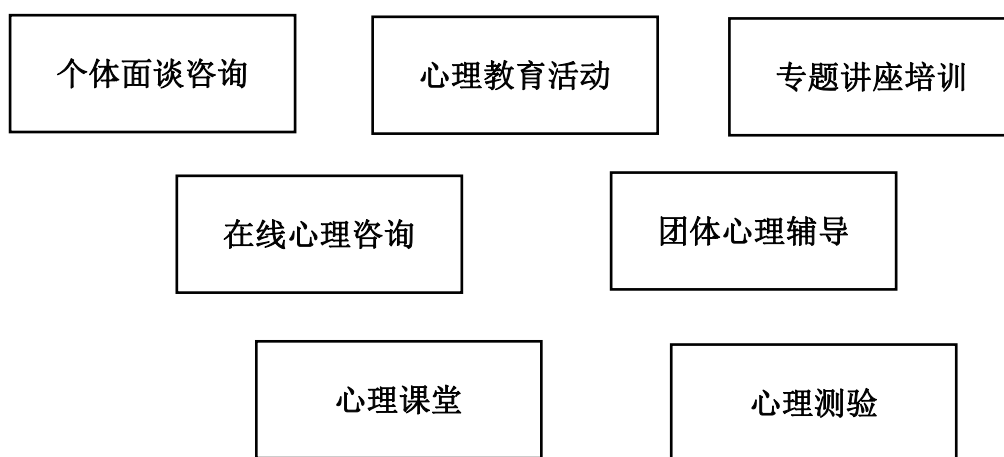 个体面谈咨询
心理教育活动
专题讲座培训
在线心理咨询
团体心理辅导
心理课堂
心理测验